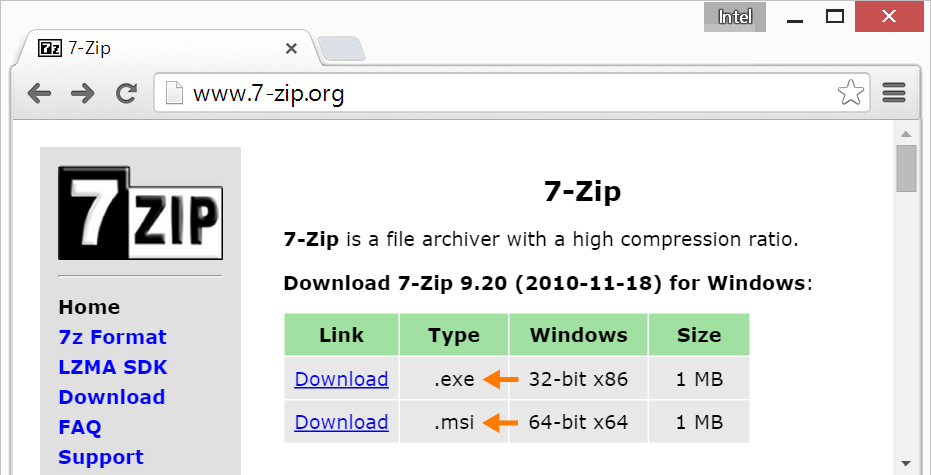 Intel
7z 7-Zip
www.7-zip.org
7ZIP
7-Zip
7-Zip is a file archiver with a high compression ratio.
Download 7-Zip 9.20 (2010-11-18) for Windows:
Link Type Windows Size
Download .exe 32-bit x86 1 MB
Download .msi 64-bit x64 1 MB
Home
7z Format
LZMA SDK
Download
FAQ
Support